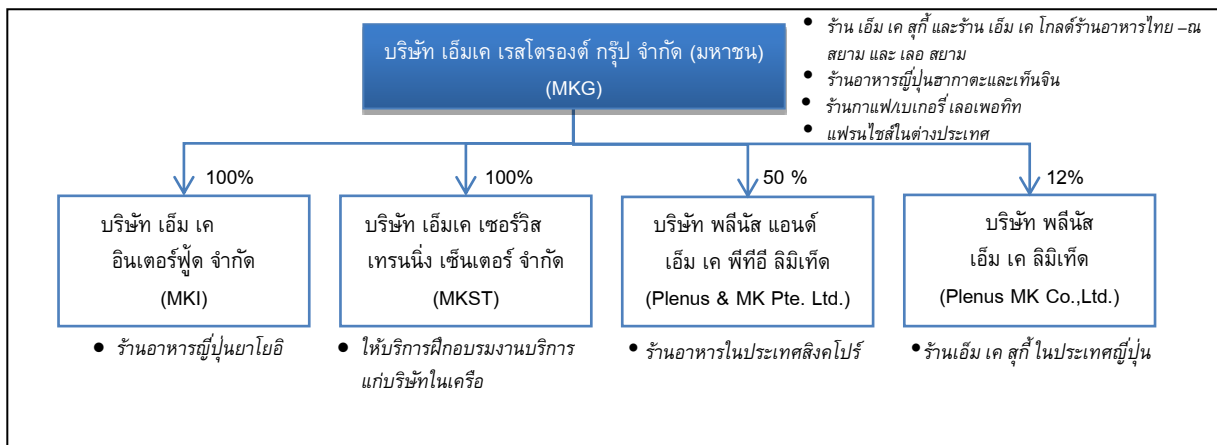 บริษัท เอ็มเค เรสโตรองต์ กรุ๊ป จำกัด (มหาชน)
(MKG)
• ร้าน เอ็ม เค สุกี้ และร้าน เอ็ม เค โกลด์ร้านอาหารไทย –ณ
สยาม และ เลอ สยาม
• ร้านอาหารญี่ปุ่นฮากาตะและเท็นจิน
• ร้านกาแฟ/เบเกอรี่ เลอเพอทิท
• แฟรนไชส์ในต่างประเทศ
100%
100%
50 %
12%
บริษัท เอ็ม เค
อินเตอร์ฟู้ด จำกัด
(MKI)
บริษัท เอ็มเค เซอร์วิส
เทรนนิ่ง เซ็นเตอร์ จำกัด
(MKST)
บริษัท พลีนัส แอนด์
เอ็ม เค พีทีอี ลิมิเท็ด
(Plenus & MK Pte. Ltd.)
บริษัท พลีนัส
เอ็ม เค ลิมิเท็ด
(Plenus MK Co.,Ltd.)
• ร้านอาหารญี่ปุ่นยาโยอิ
• ให้บริการฝึกอบรมงานบริการ
แก่บริษัทในเครือ
• ร้านอาหารในประเทศสิงคโปร์
• ร้านเอ็ม เค สุกี้ ในประเทศญี่ปุ่น